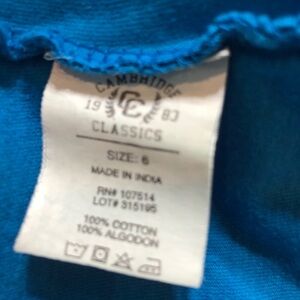 CAMBRIDGE
19 CC 83
CLASSICS
SIZE: 6
MADE IN INDIA
RN# 107514
LOT# 315195
100% COTTON
100% ALGODON